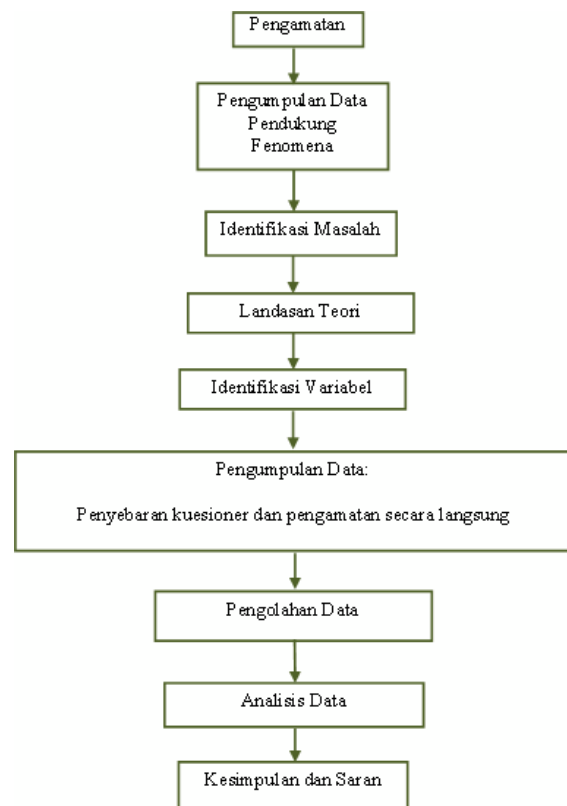 Pengamatan
Pengumpulan Data
Pendukung
Fenomena
Identifikasi Masalah
Landasan Teori
Identifikasi Variabel
Pengumpulan Data:
Penyebaran kuesioner dan pengamatan secara langsung
Pengolahan Data
Analisis Data
Kesimpulan dan Saran